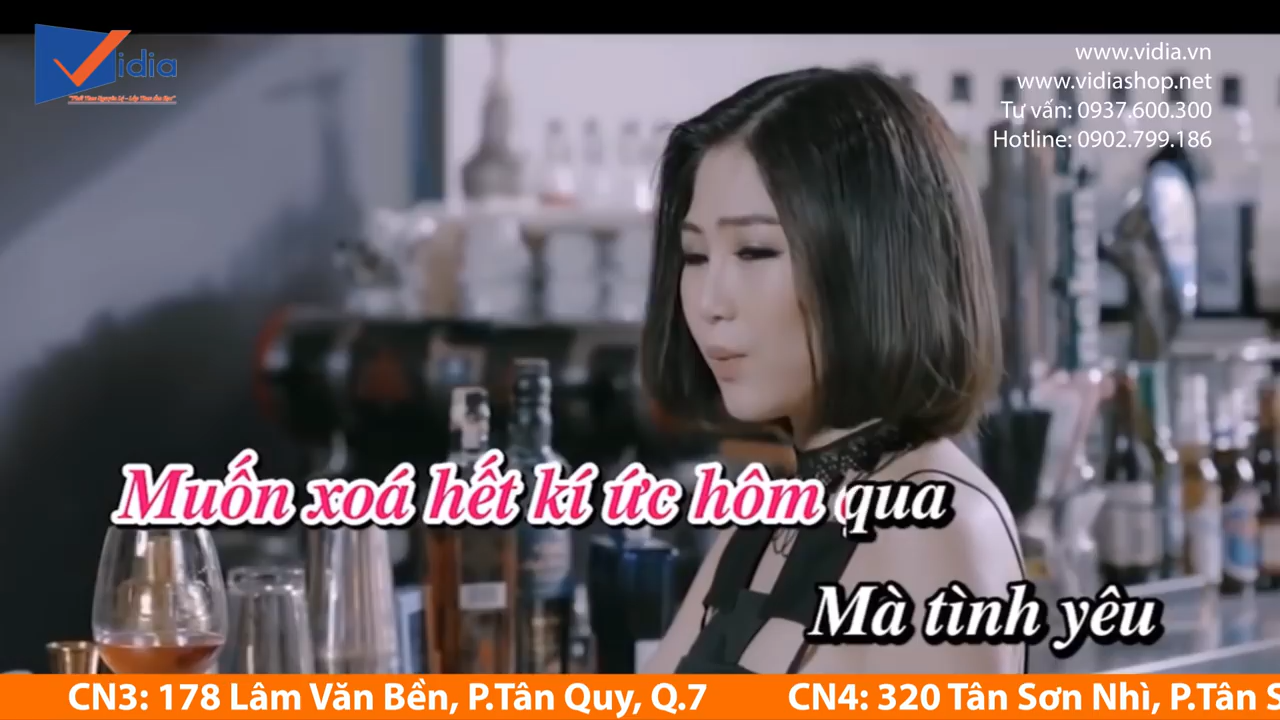 Vidia
www.vidia.vn
www.vidiashop.net
Tư vấn: 0937.600.300
Hotline: 0902.799.186
Muốn xoá hết kí ức hôm qua
Mà tình yêu
CN3: 178 Lâm Văn Bền, P.Tân Quy, Q.7 CN4: 320 Tân Sơn Nhì, P.Tân S